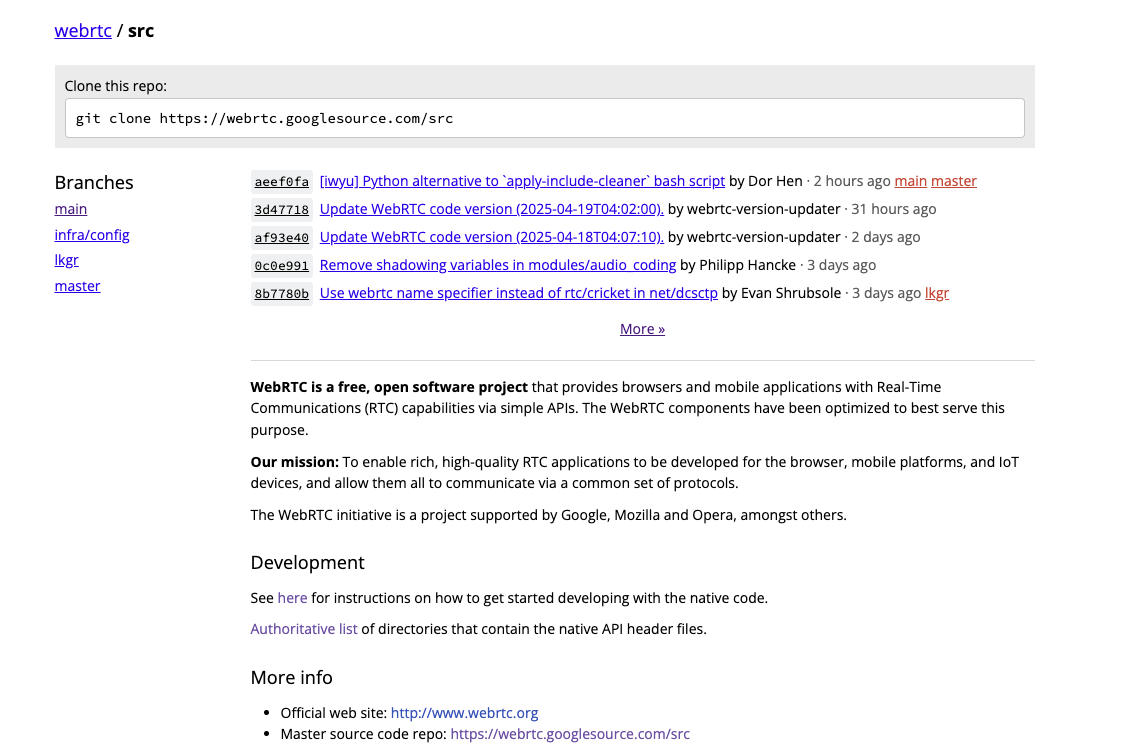 webrtc / src
Clone this repo:
git clone https://webrtc.googlesource.com/src
Branches
main
infra/config
lkgr
master
aeef0fa [iwyu] Python alternative to `apply-include-cleaner` bash script by Dor Hen · 2 hours ago main master
3d47718 Update WebRTC code version (2025-04-19T04:02:00). by webrtc-version-updater · 31 hours ago
af93e40 Update WebRTC code version (2025-04-18T04:07:10). by webrtc-version-updater · 2 days ago
0c0e991 Remove shadowing variables in modules/audio_coding by Philipp Hancke · 3 days ago
8b7780b Use webrtc name specifier instead of rtc/cricket in net/dcsctp by Evan Shrubsole · 3 days ago lkgr
More »
WebRTC is a free, open software project that provides browsers and mobile applications with Real-Time
Communications (RTC) capabilities via simple APIs. The WebRTC components have been optimized to best serve this
purpose.
Our mission: To enable rich, high-quality RTC applications to be developed for the browser, mobile platforms, and IoT
devices, and allow them all to communicate via a common set of protocols.
The WebRTC initiative is a project supported by Google, Mozilla and Opera, amongst others.
Development
See here for instructions on how to get started developing with the native code.
Authoritative list of directories that contain the native API header files.
More info
• Official web site: http://www.webrtc.org
• Master source code repo: https://webrtc.googlesource.com/src